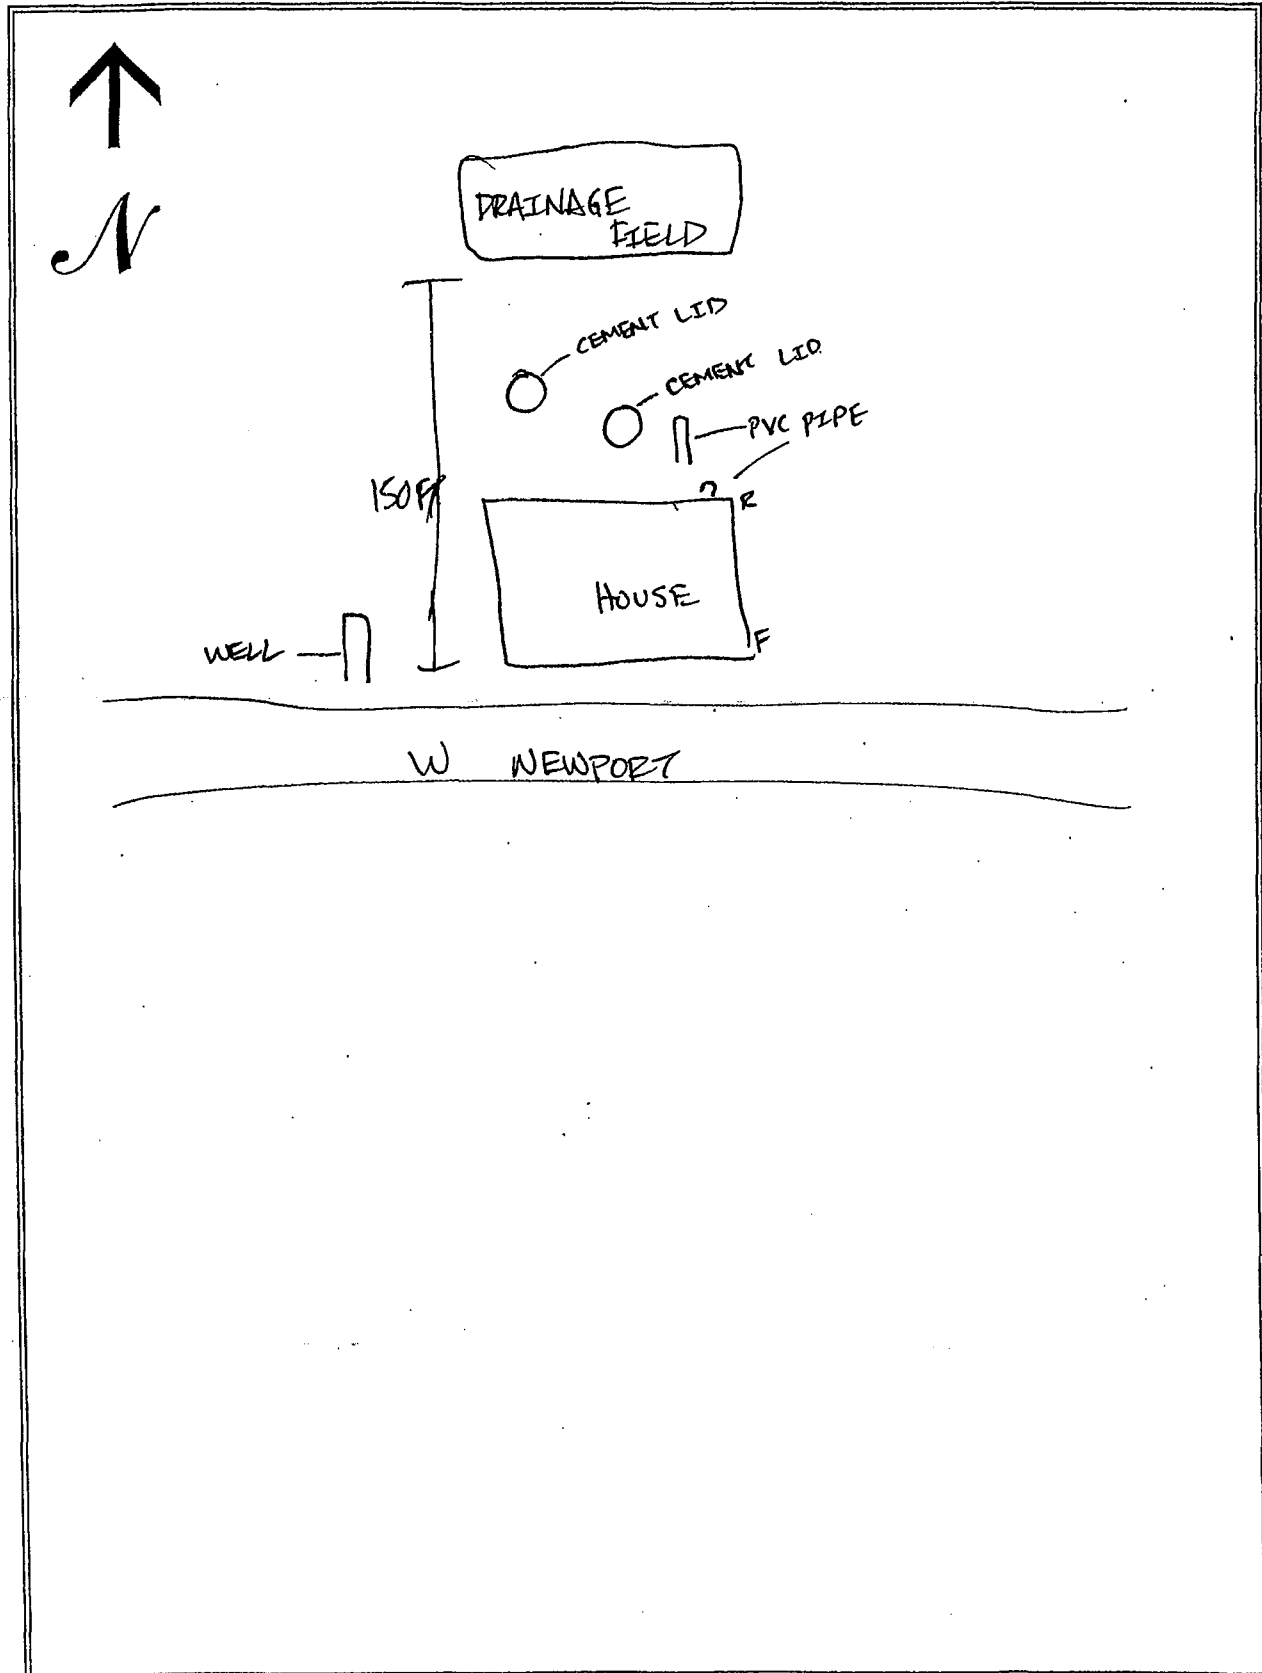 N
DRAINAGE
FIELD
CEMENT LID
CEMENT LID
PVC PIPE
150FT
R
HOUSE
F
WELL
W NEWPORT